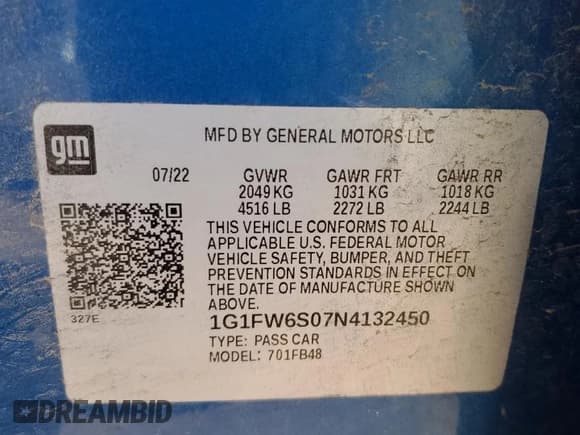 gm
MFD BY GENERAL MOTORS LLC
07/22 GVWR GAWR FRT GAWR RR
2049 KG 1031 KG 1018 KG
4516 LB 2272 LB 2244 LB
THIS VEHICLE CONFORMS TO ALL
APPLICABLE U.S. FEDERAL MOTOR
VEHICLE SAFETY, BUMPER, AND THEFT
PREVENTION STANDARDS IN EFFECT ON
THE DATE OF MANUFACTURE SHOWN
ABOVE.
327E
1G1FW6S07N4132450
TYPE: PASS CAR
MODEL: 701FB48
DREAMBID